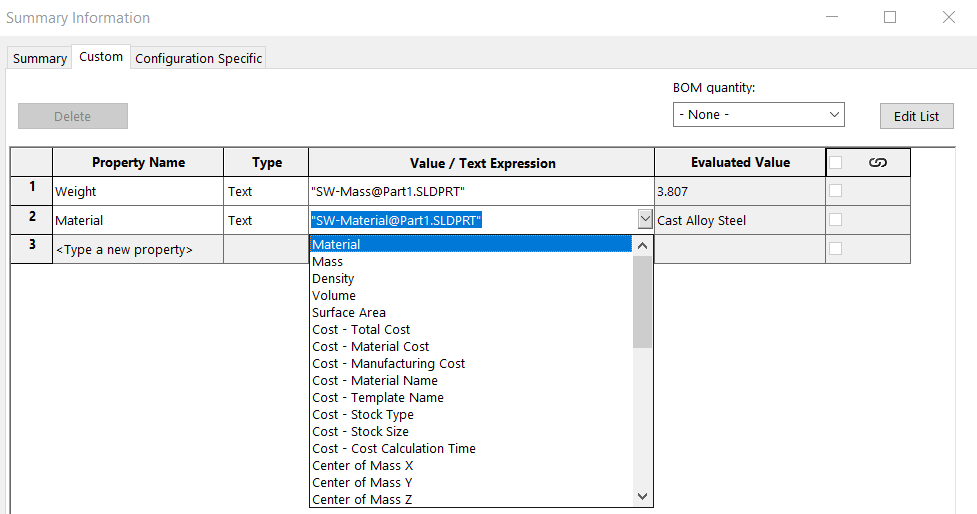 Summary Information
Summary Custom Configuration Specific
BOM quantity:
Delete - None - Edit List
Property Name Type Value / Text Expression Evaluated Value
1 Weight Text "SW-Mass@Part1.SLDPRT" 3.807
2 Material Text "SW-Material@Part1.SLDPRT" Cast Alloy Steel
3 <Type a new property>
Material
Mass
Density
Volume
Surface Area
Cost - Total Cost
Cost - Material Cost
Cost - Manufacturing Cost
Cost - Material Name
Cost - Template Name
Cost - Stock Type
Cost - Stock Size
Cost - Cost Calculation Time
Center of Mass X
Center of Mass Y
Center of Mass Z